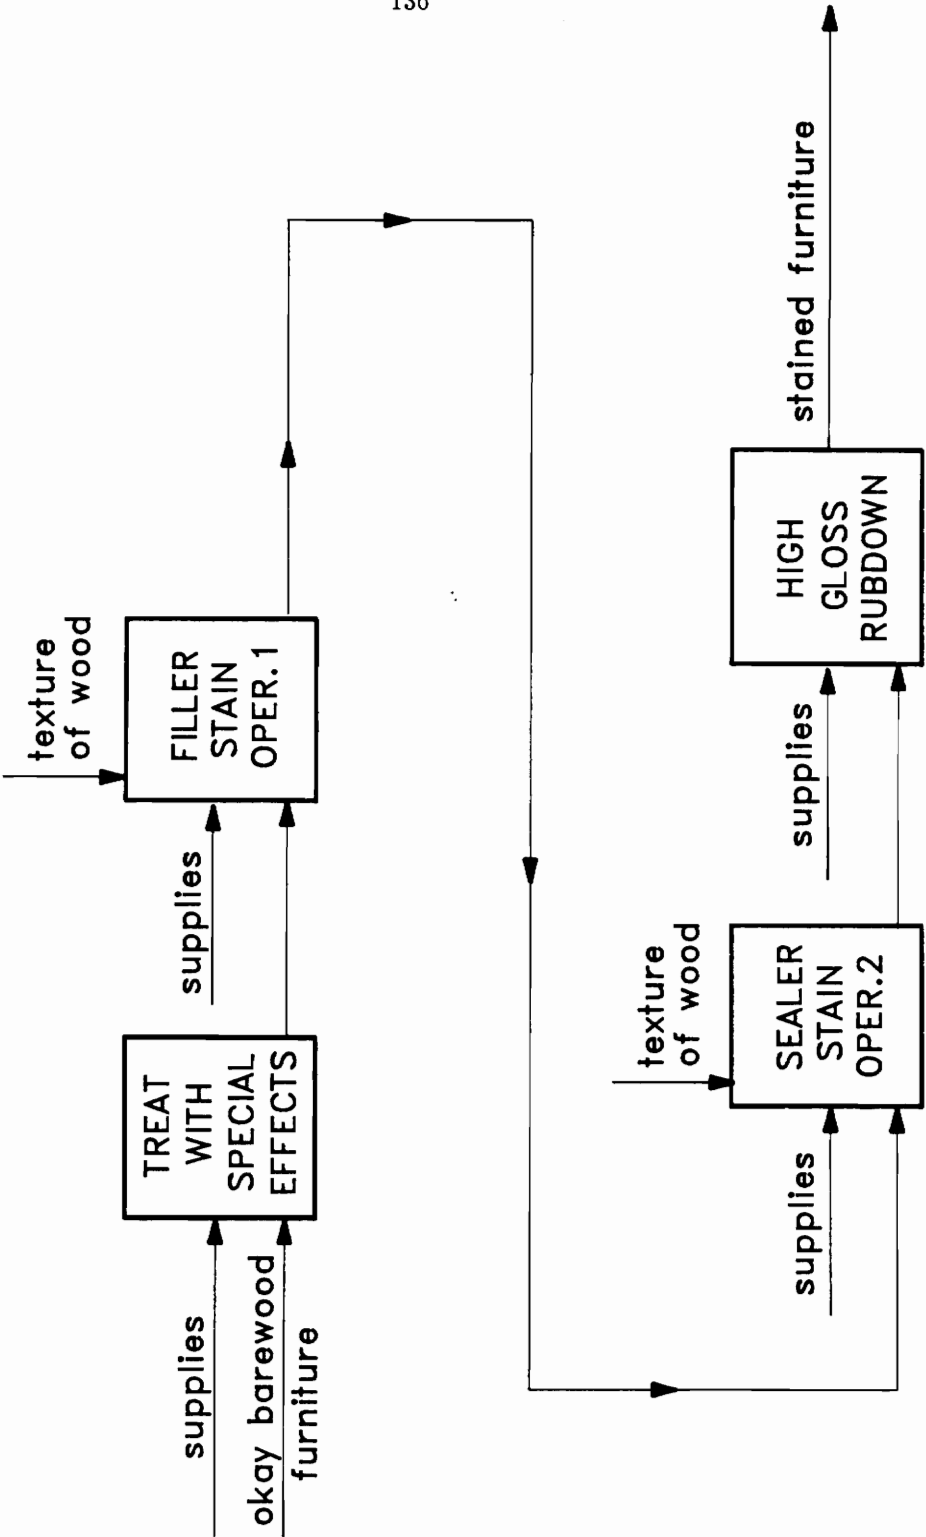 supplies
okay barewood
furniture
TREAT
WITH
SPECIAL
EFFECTS
supplies
texture
of wood
FILLER
STAIN
OPER.1
supplies
texture
of wood
SEALER
STAIN
OPER.2
supplies
HIGH
GLOSS
RUBDOWN
stained furniture